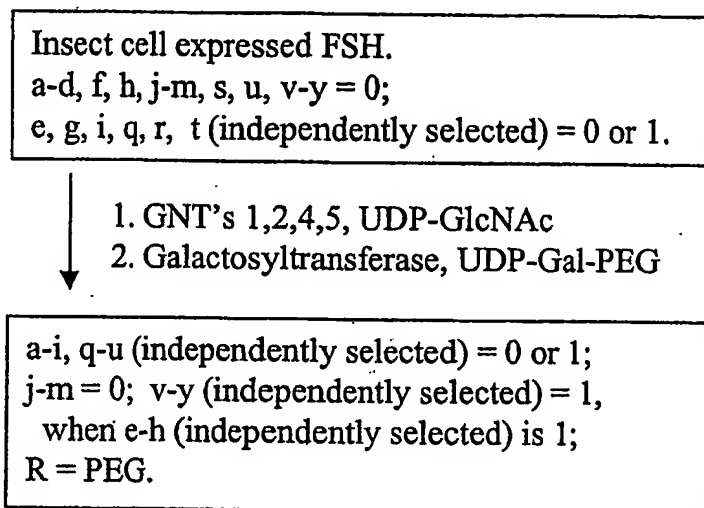 Insect cell expressed FSH.
a-d, f, h, j-m, s, u, v-y = 0;
e, g, i, q, r, t (independently selected) = 0 or 1.
1. GNT's 1,2,4,5, UDP-GlcNAc
2. Galactosyltransferase, UDP-Gal-PEG
a-i, q-u (independently selected) = 0 or 1;
j-m = 0; v-y (independently selected) = 1,
when e-h (independently selected) is 1;
R = PEG.